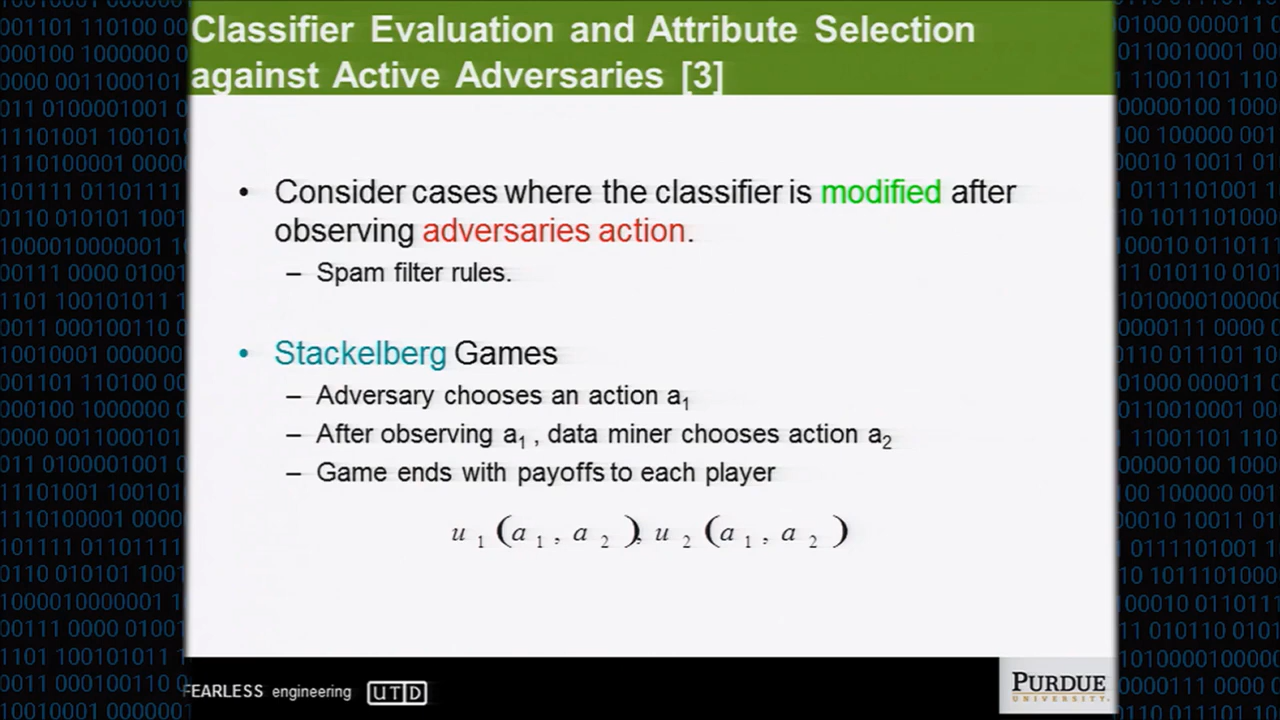 Classifier Evaluation and Attribute Selection
against Active Adversaries [3]
• Consider cases where the classifier is modified after
observing adversaries action.
– Spam filter rules.
• Stackelberg Games
– Adversary chooses an action a₁
– After observing a₁ , data miner chooses action a₂
– Game ends with payoffs to each player
u₁(a₁, a₂), u₂(a₁, a₂)
FEARLESS engineering UTD
PURDUE
UNIVERSITY